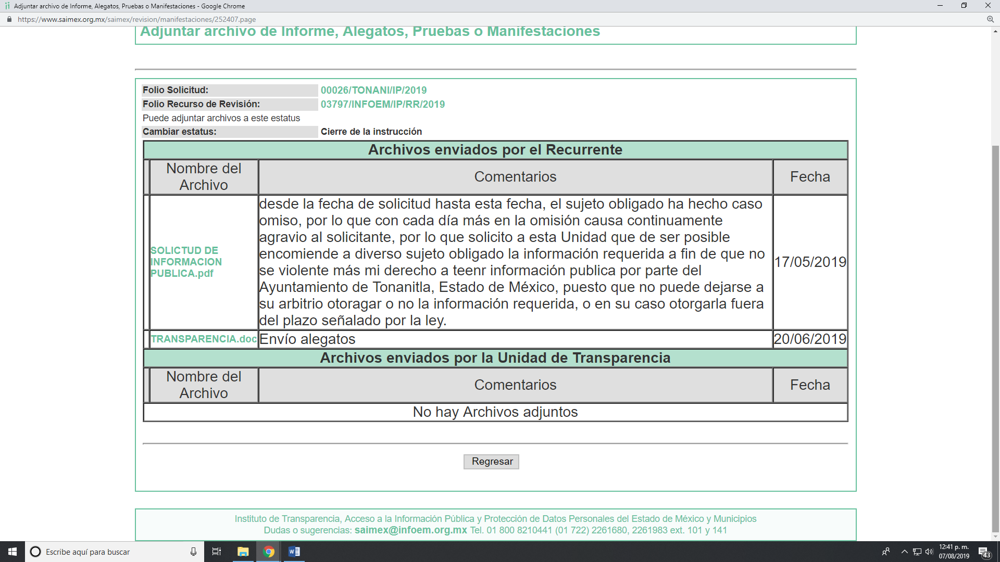 Adjuntar archivo de Informe, Alegatos, Pruebas o Manifestaciones - Google Chrome
https://www.saimex.org.mx/saimex/revision/manifestaciones/252407.page
Adjuntar archivo de Informe, Alegatos, Pruebas o Manifestaciones
Folio Solicitud: 00026/TONANI/IP/2019
Folio Recurso de Revisión: 03797/INFOEM/IP/RR/2019
Puede adjuntar archivos a este estatus
Cambiar estatus: Cierre de la instrucción
Archivos enviados por el Recurrente
Nombre del
Archivo
Comentarios
Fecha
SOLICTUD DE
INFORMACION
PUBLICA.pdf
desde la fecha de solicitud hasta esta fecha, el sujeto obligado ha hecho caso
omiso, por lo que con cada día más en la omisión causa continuamente
agravio al solicitante, por lo que solicito a esta Unidad que de ser posible
encomiende a diverso sujeto obligado la información requerida a fin de que no
se violente más mi derecho a teenr información publica por parte del
Ayuntamiento de Tonanitla, Estado de México, puesto que no puede dejarse a
su arbitrio otoragar o no la información requerida, o en su caso otorgarla fuera
del plazo señalado por la ley.
17/05/2019
TRANSPARENCIA.doc Envío alegatos 20/06/2019
Archivos enviados por la Unidad de Transparencia
Nombre del
Archivo
Comentarios
Fecha
No hay Archivos adjuntos
Regresar
Instituto de Transparencia, Acceso a la Información Pública y Protección de Datos Personales del Estado de México y Municipios
Dudas o sugerencias: saimex@infoem.org.mx Tel. 01 800 8210441 (01 722) 2261680, 2261983 ext. 101 y 141
Escribe aquí para buscar
12:41 p. m.
07/08/2019
43